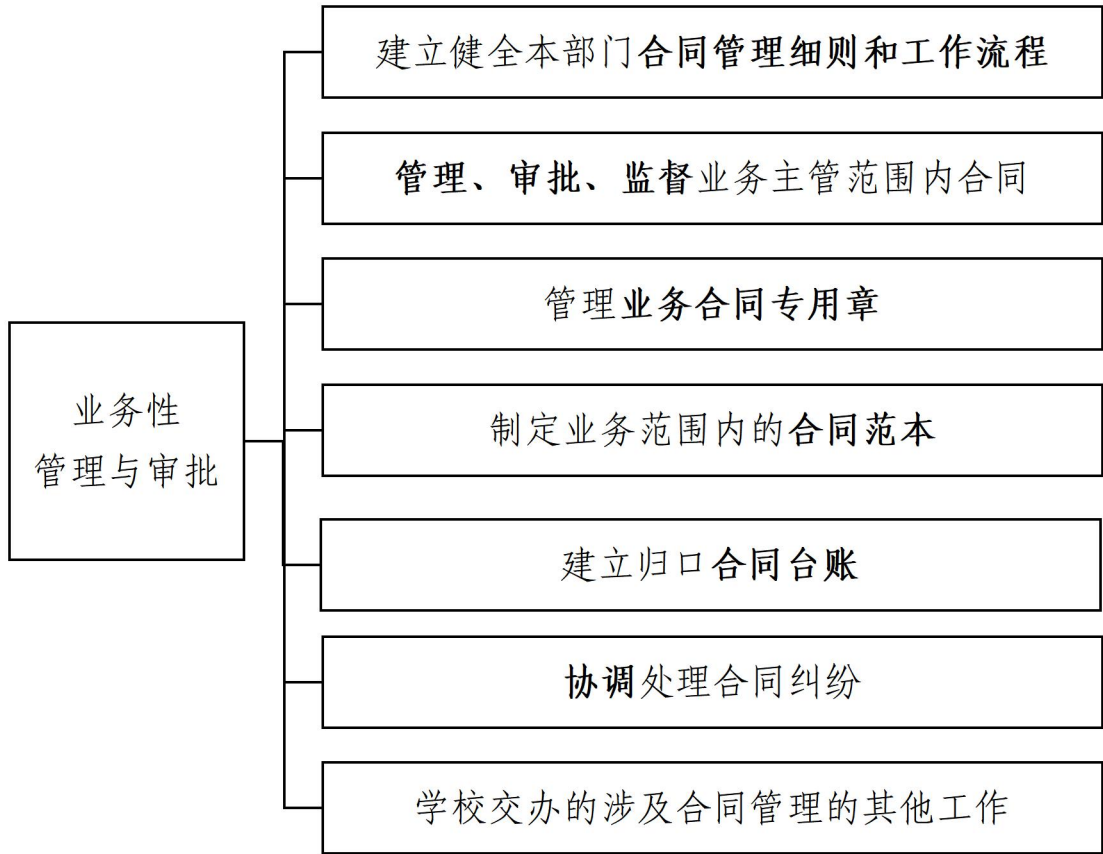 业务性
管理与审批
建立健全本部门合同管理细则和工作流程
管理、审批、监督业务主管范围内合同
管理业务合同专用章
制定业务范围内的合同范本
建立归口合同台账
协调处理合同纠纷
学校交办的涉及合同管理的其他工作